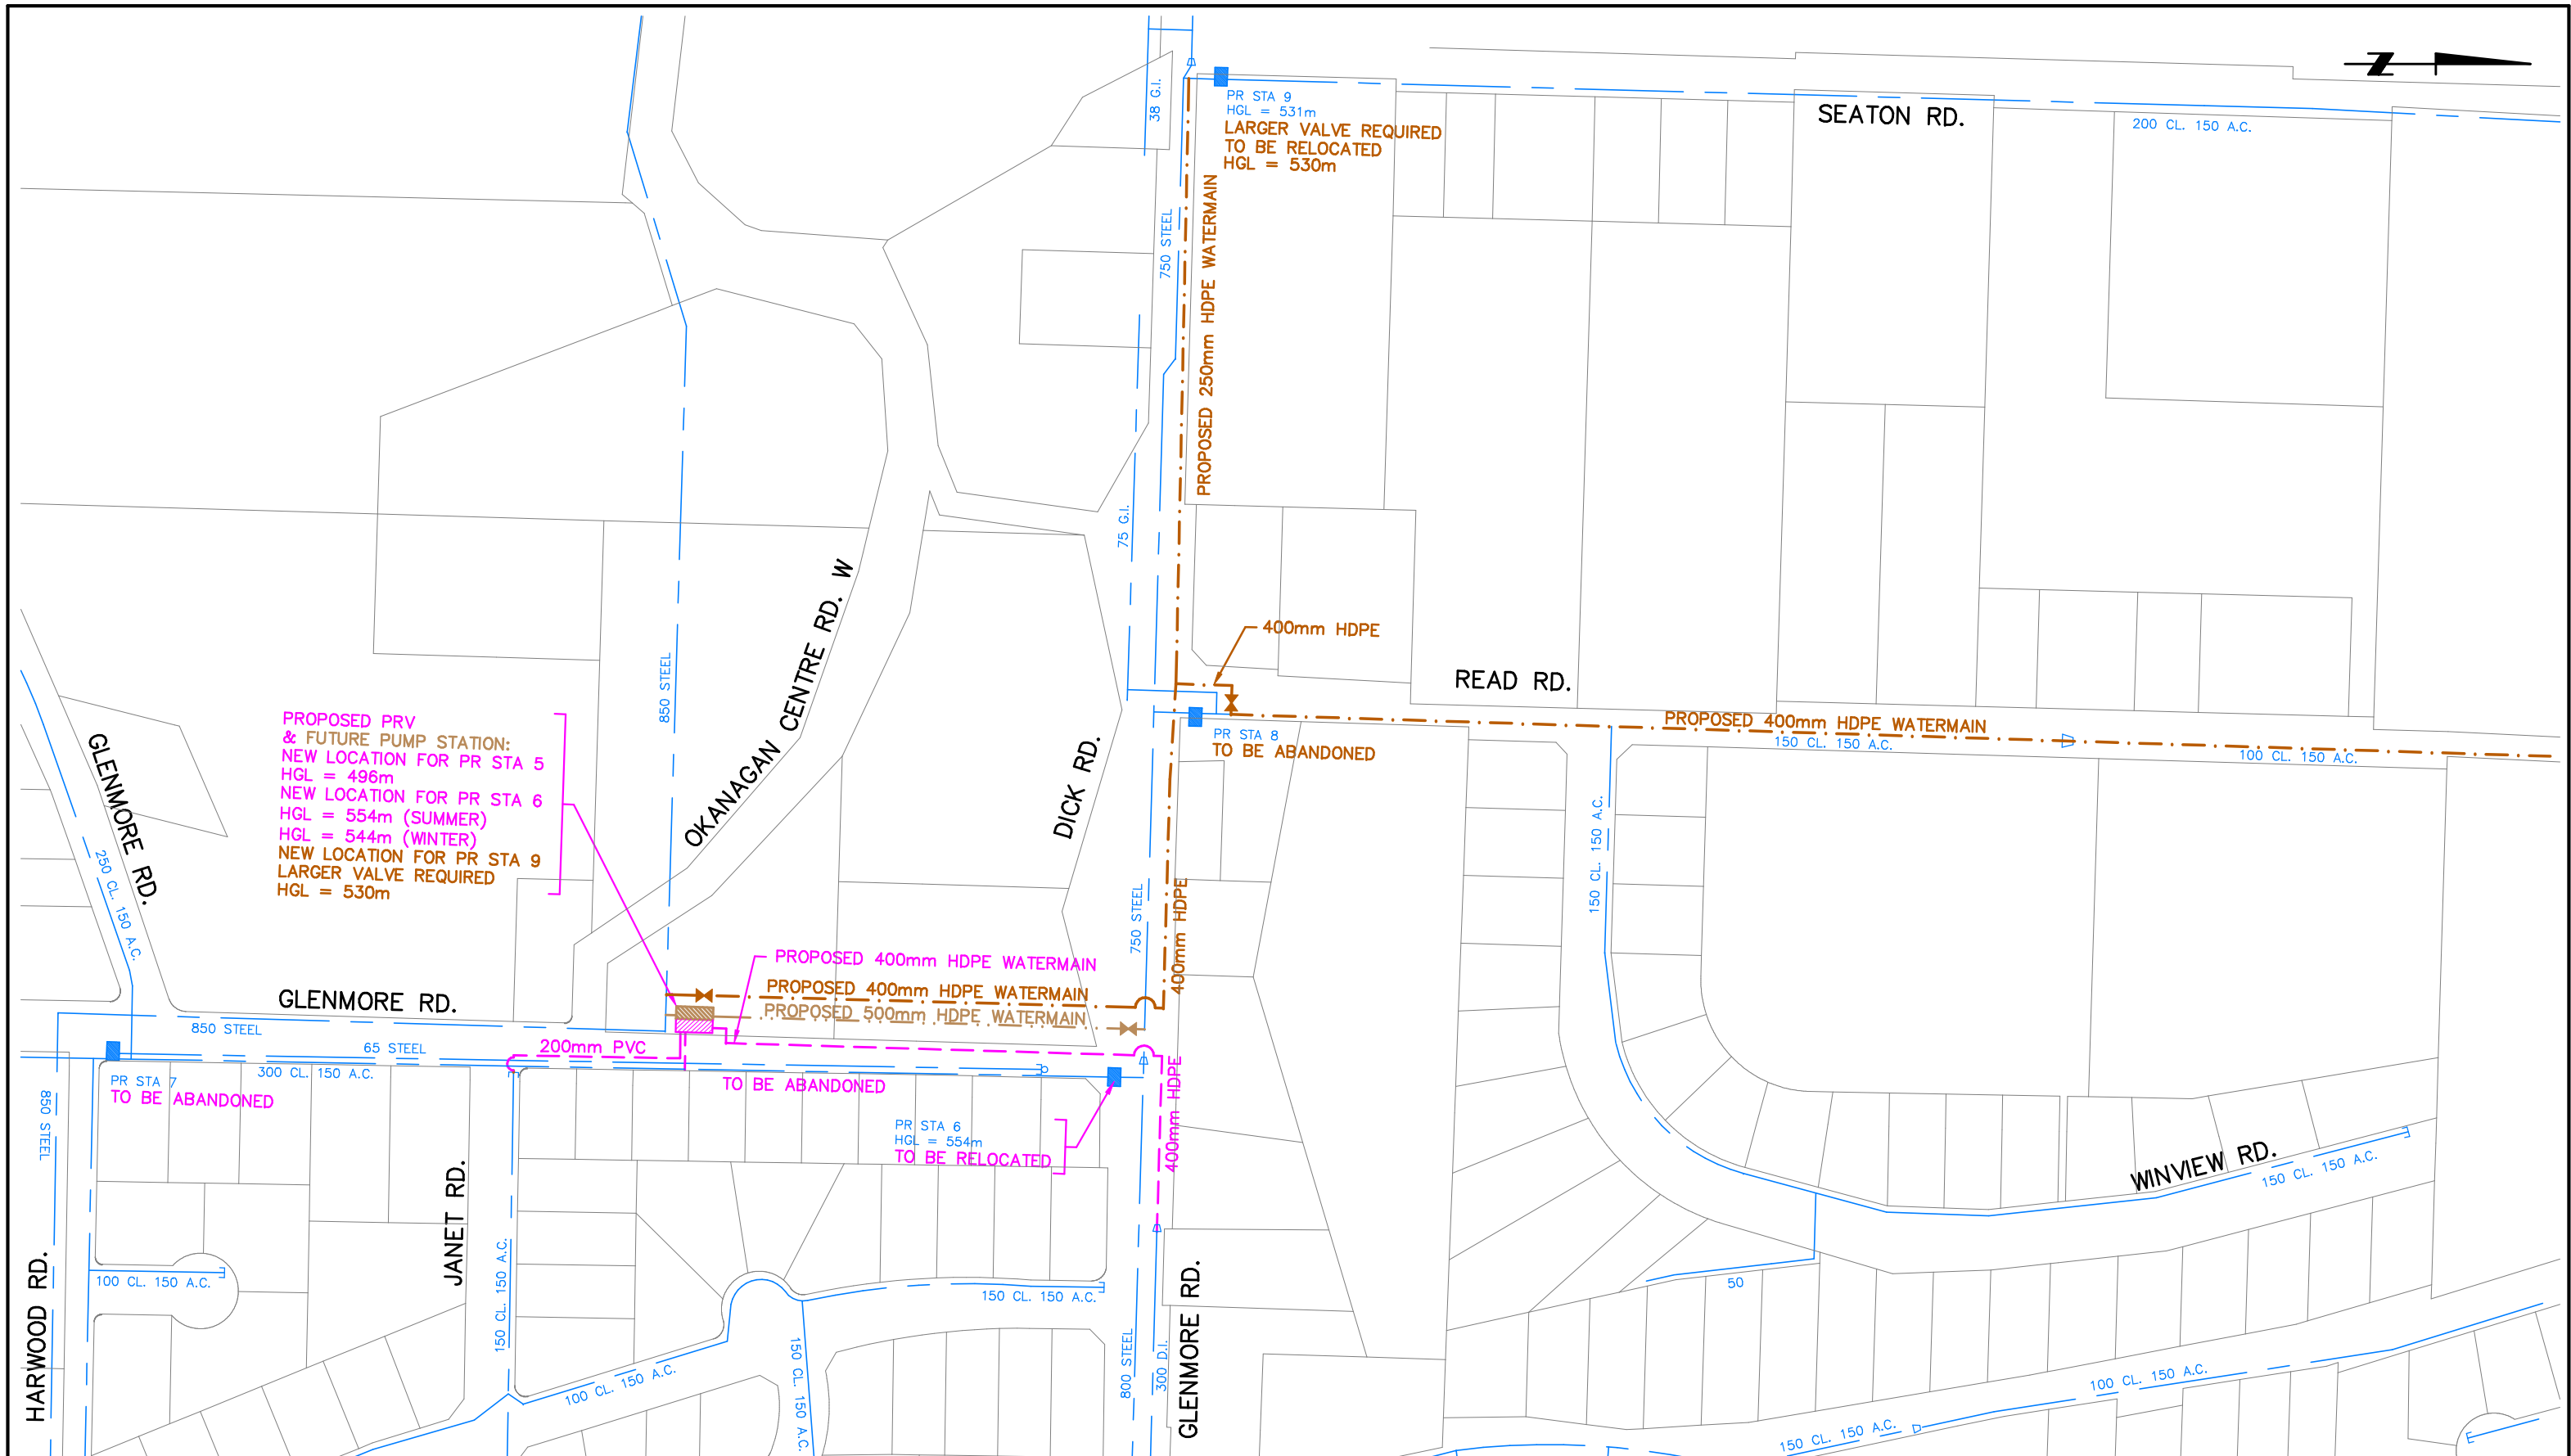 38 G.I.
PR STA 9
HGL = 531m
LARGER VALVE REQUIRED
TO BE RELOCATED
HGL = 530m
SEATON RD.
200 CL. 150 A.C.
Z
750 STEEL
PROPOSED 250mm HDPE WATERMAIN
75 G.I.
400mm HDPE
READ RD.
850 STEEL
OKANAGAN CENTRE RD. W
DICK RD.
PR STA 8
TO BE ABANDONED
PROPOSED 400mm HDPE WATERMAIN
150 CL. 150 A.C.
100 CL. 150 A.C.
PROPOSED PRV
& FUTURE PUMP STATION:
NEW LOCATION FOR PR STA 5
HGL = 496m
NEW LOCATION FOR PR STA 6
HGL = 554m (SUMMER)
HGL = 544m (WINTER)
NEW LOCATION FOR PR STA 9
LARGER VALVE REQUIRED
HGL = 530m
GLENMORE RD.
250 CL. 150 A.C.
150 CL. 150 A.C.
750 STEEL
400mm HDPE
PROPOSED 400mm HDPE WATERMAIN
PROPOSED 400mm HDPE WATERMAIN
PROPOSED 500mm HDPE WATERMAIN
GLENMORE RD.
850 STEEL
65 STEEL
200mm PVC
300 CL. 150 A.C.
PR STA 7
TO BE ABANDONED
TO BE ABANDONED
PR STA 6
HGL = 554m
TO BE RELOCATED
400mm HDPE
850 STEEL
HARWOOD RD.
JANET RD.
100 CL. 150 A.C.
150 CL. 150 A.C.
150 CL. 150 A.C.
100 CL. 150 A.C.
150 CL. 150 A.C.
800 STEEL
300 D.I.
GLENMORE RD.
50
WINVIEW RD.
150 CL. 150 A.C.
100 CL. 150 A.C.
150 CL. 150 A.C.